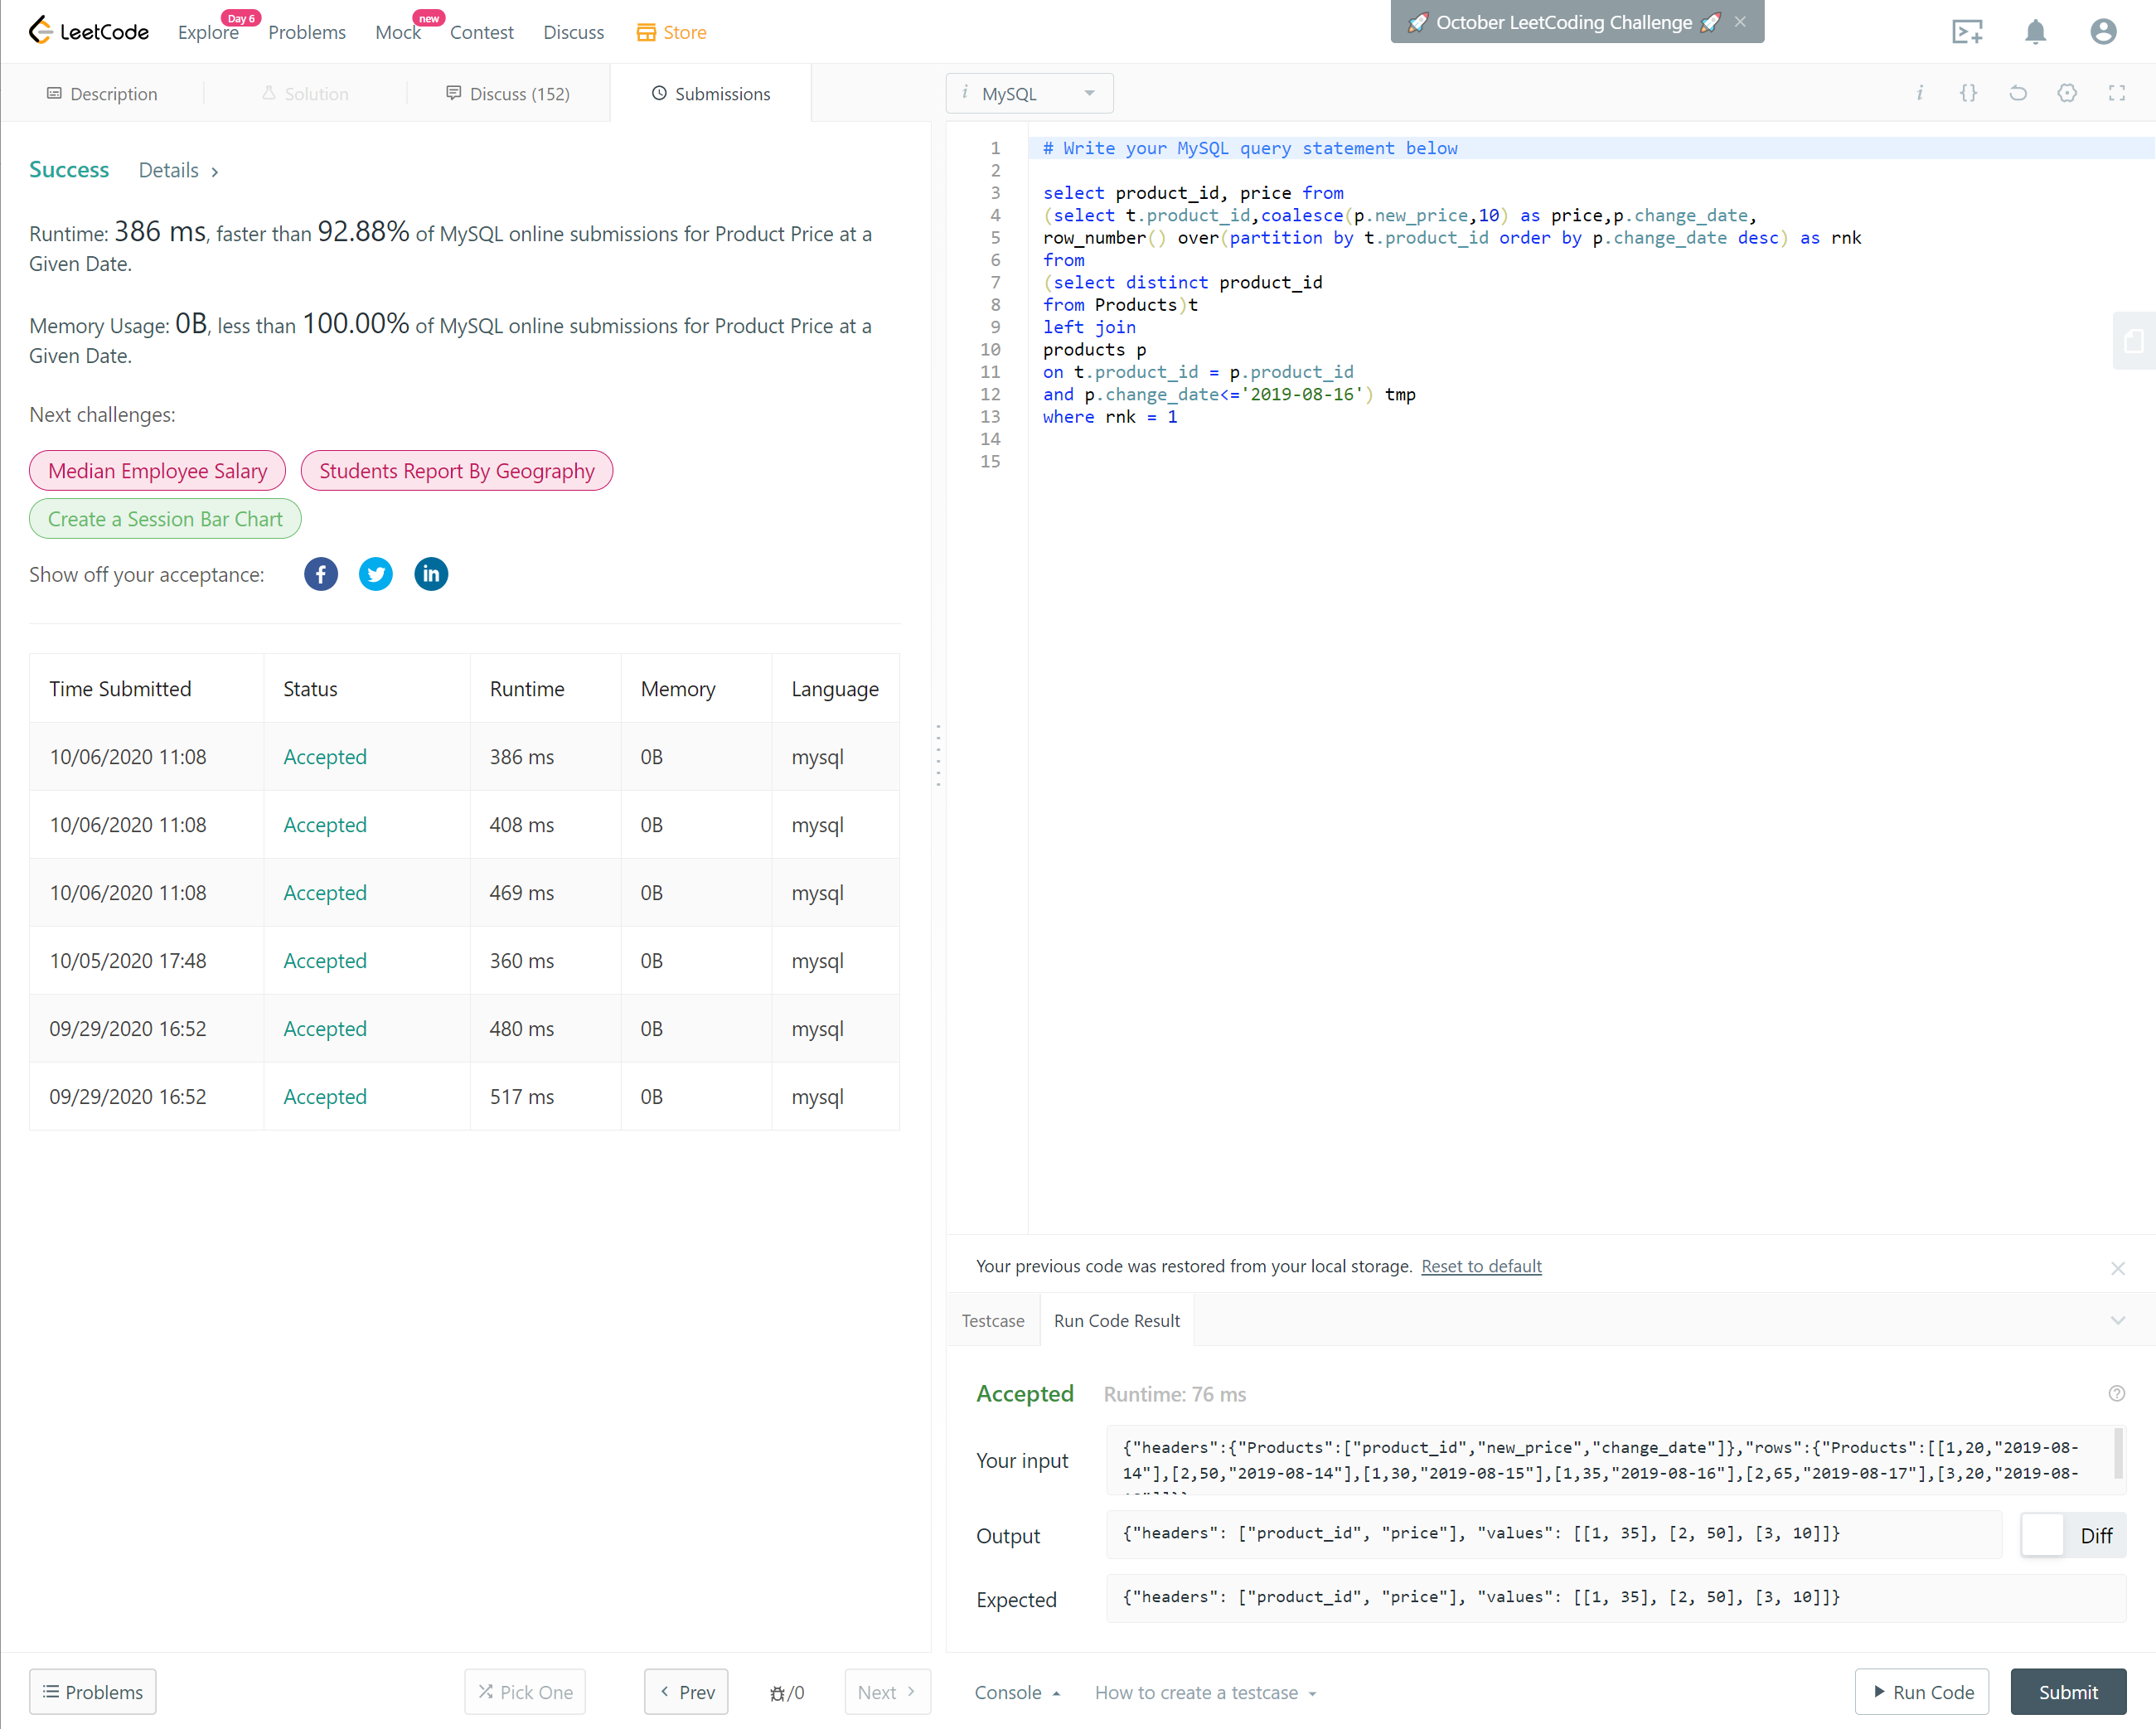 LeetCode
Explore
Day 6
Problems
Mock
new
Contest
Discuss
Store
🚀 October LeetCoding Challenge 🚀 ×
Description
Solution
Discuss (152)
Submissions
i MySQL
i {}
Success Details >
Runtime: 386 ms, faster than 92.88% of MySQL online submissions for Product Price at a
Given Date.
Memory Usage: 0B, less than 100.00% of MySQL online submissions for Product Price at a
Given Date.
Next challenges:
Median Employee Salary
Students Report By Geography
Create a Session Bar Chart
Show off your acceptance:
Time Submitted Status Runtime Memory Language
10/06/2020 11:08 Accepted 386 ms 0B mysql
10/06/2020 11:08 Accepted 408 ms 0B mysql
10/06/2020 11:08 Accepted 469 ms 0B mysql
10/05/2020 17:48 Accepted 360 ms 0B mysql
09/29/2020 16:52 Accepted 480 ms 0B mysql
09/29/2020 16:52 Accepted 517 ms 0B mysql
1 # Write your MySQL query statement below
2
3 select product_id, price from
4 (select t.product_id,coalesce(p.new_price,10) as price,p.change_date,
5 row_number() over(partition by t.product_id order by p.change_date desc) as rnk
6 from
7 (select distinct product_id
8 from Products)t
9 left join
10 products p
11 on t.product_id = p.product_id
12 and p.change_date<='2019-08-16') tmp
13 where rnk = 1
14
15
Your previous code was restored from your local storage. Reset to default
Testcase
Run Code Result
Accepted Runtime: 76 ms
Your input
{"headers":{"Products":["product_id","new_price","change_date"]},"rows":{"Products":[[1,20,"2019-08-
14"],[2,50,"2019-08-14"],[1,30,"2019-08-15"],[1,35,"2019-08-16"],[2,65,"2019-08-17"],[3,20,"2019-08-
Output
{"headers": ["product_id", "price"], "values": [[1, 35], [2, 50], [3, 10]]}
Diff
Expected
{"headers": ["product_id", "price"], "values": [[1, 35], [2, 50], [3, 10]]}
Problems
Pick One
< Prev
/0
Next >
Console
How to create a testcase
Run Code
Submit